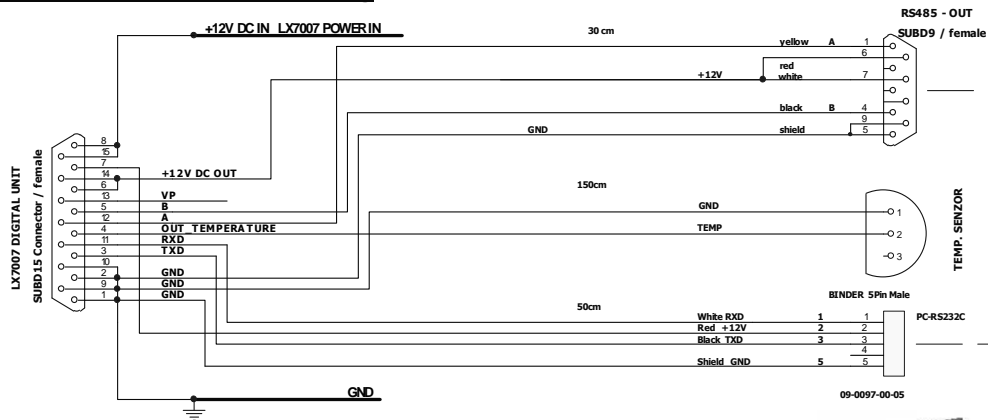 RS485 - OUT
SUBD9 / female
+12V DC IN LX7007 POWER IN
30 cm
yellow A 1
6
red
+12V white 7
black B 4
9
GND shield 5
LX7007 DIGITAL UNIT
SUBD15 Connector / female
8
15
7
14 +12V DC OUT
6
13 VP
5 B
12 A
4 OUT_TEMPERATURE
11 RXD
3 TXD
10
2 GND
9 GND
1 GND
150cm
GND 1
TEMP 2
3
TEMP. SENZOR
BINDER 5Pin Male
50cm
PC-RS232C
White RXD 1 1
Red +12V 2 2
Black TXD 3 3
4
Shield GND 5 5
09-0097-00-05
GND